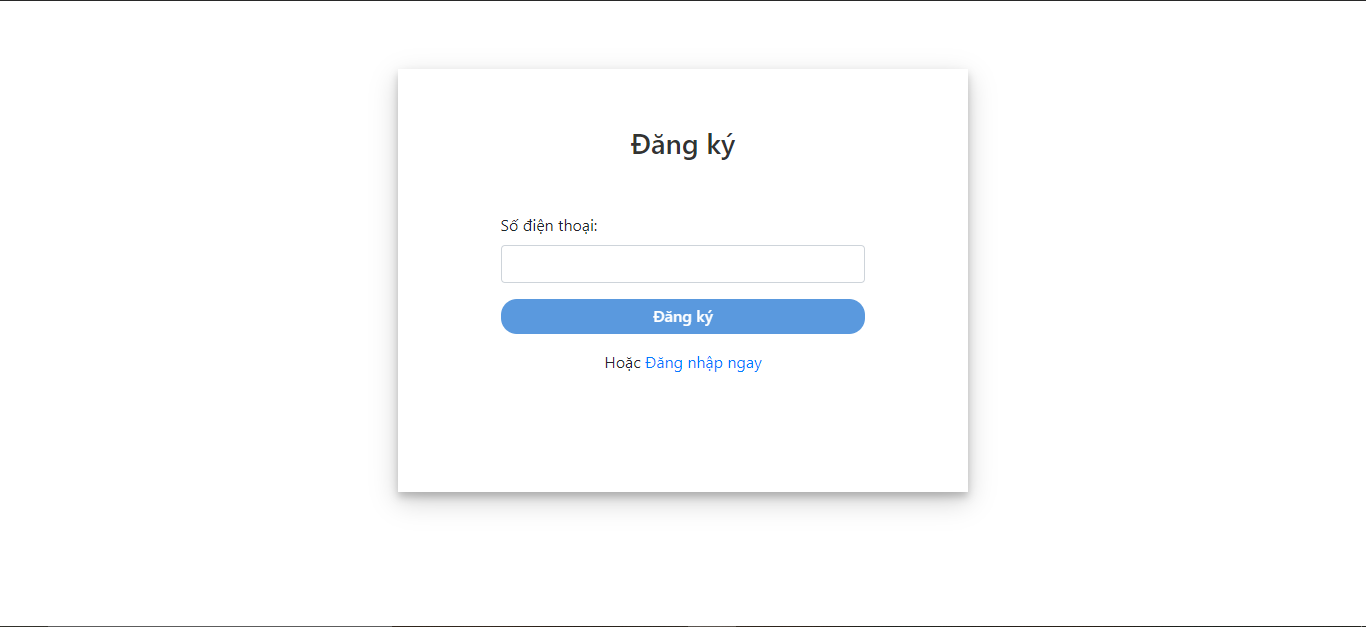 Đăng ký
Số điện thoại:
Đăng ký
Hoặc Đăng nhập ngay